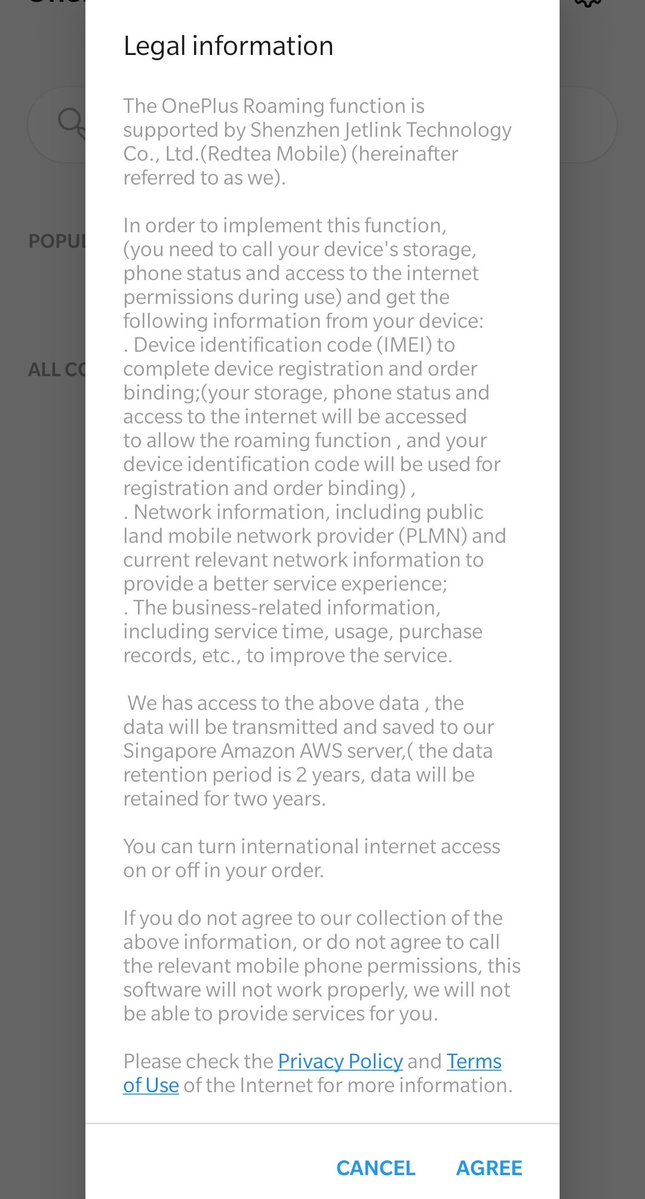 Legal information
The OnePlus Roaming function is
supported by Shenzhen Jetlink Technology
Co., Ltd.(Redtea Mobile) (hereinafter
referred to as we).
In order to implement this function,
(you need to call your device's storage,
phone status and access to the internet
permissions during use) and get the
following information from your device:
. Device identification code (IMEI) to
complete device registration and order
binding;(your storage, phone status and
access to the internet will be accessed
to allow the roaming function , and your
device identification code will be used for
registration and order binding) ,
. Network information, including public
land mobile network provider (PLMN) and
current relevant network information to
provide a better service experience;
. The business-related information,
including service time, usage, purchase
records, etc., to improve the service.
We has access to the above data , the
data will be transmitted and saved to our
Singapore Amazon AWS server,( the data
retention period is 2 years, data will be
retained for two years.
You can turn international internet access
on or off in your order.
If you do not agree to our collection of the
above information, or do not agree to call
the relevant mobile phone permissions, this
software will not work properly, we will not
be able to provide services for you.
Please check the Privacy Policy and Terms
of Use of the Internet for more information.
CANCEL AGREE
POPUL
ALL CO